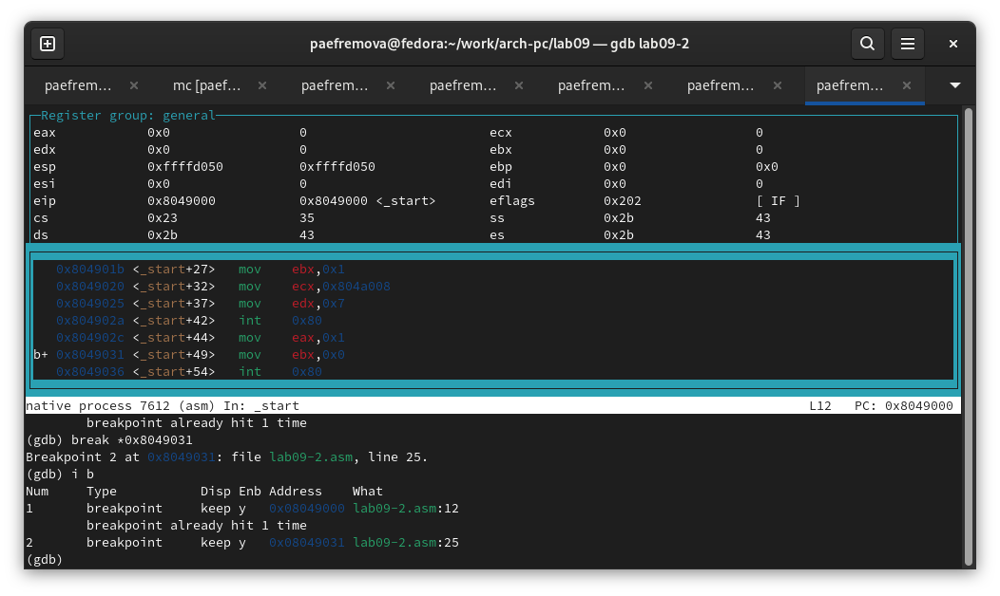 paefremova@fedora:~/work/arch-pc/lab09 — gdb lab09-2
paefrem... mc [paef... paefrem... paefrem... paefrem... paefrem... paefrem...
Register group: general
eax 0x0 0 ecx 0x0 0
edx 0x0 0 ebx 0x0 0
esp 0xffffd050 0xffffd050 ebp 0x0 0x0
esi 0x0 0 edi 0x0 0
eip 0x8049000 0x8049000 <_start> eflags 0x202 [ IF ]
cs 0x23 35 ss 0x2b 43
ds 0x2b 43 es 0x2b 43
0x804901b <_start+27> mov ebx,0x1
0x8049020 <_start+32> mov ecx,0x804a008
0x8049025 <_start+37> mov edx,0x7
0x804902a <_start+42> int 0x80
0x804902c <_start+44> mov eax,0x1
b+ 0x8049031 <_start+49> mov ebx,0x0
0x8049036 <_start+54> int 0x80
native process 7612 (asm) In: _start L12 PC: 0x8049000
breakpoint already hit 1 time
(gdb) break *0x8049031
Breakpoint 2 at 0x8049031: file lab09-2.asm, line 25.
(gdb) i b
Num Type Disp Enb Address What
1 breakpoint keep y 0x08049000 lab09-2.asm:12
breakpoint already hit 1 time
2 breakpoint keep y 0x08049031 lab09-2.asm:25
(gdb)